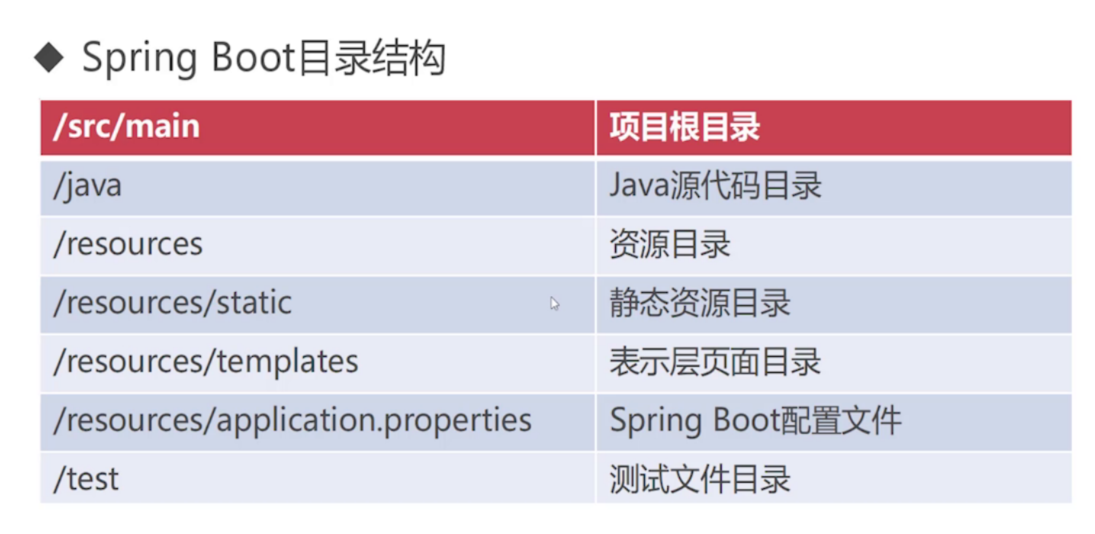 ◆ Spring Boot目录结构
/src/main 项目根目录
/java Java源代码目录
/resources 资源目录
/resources/static 静态资源目录
/resources/templates 表示层页面目录
/resources/application.properties Spring Boot配置文件
/test 测试文件目录